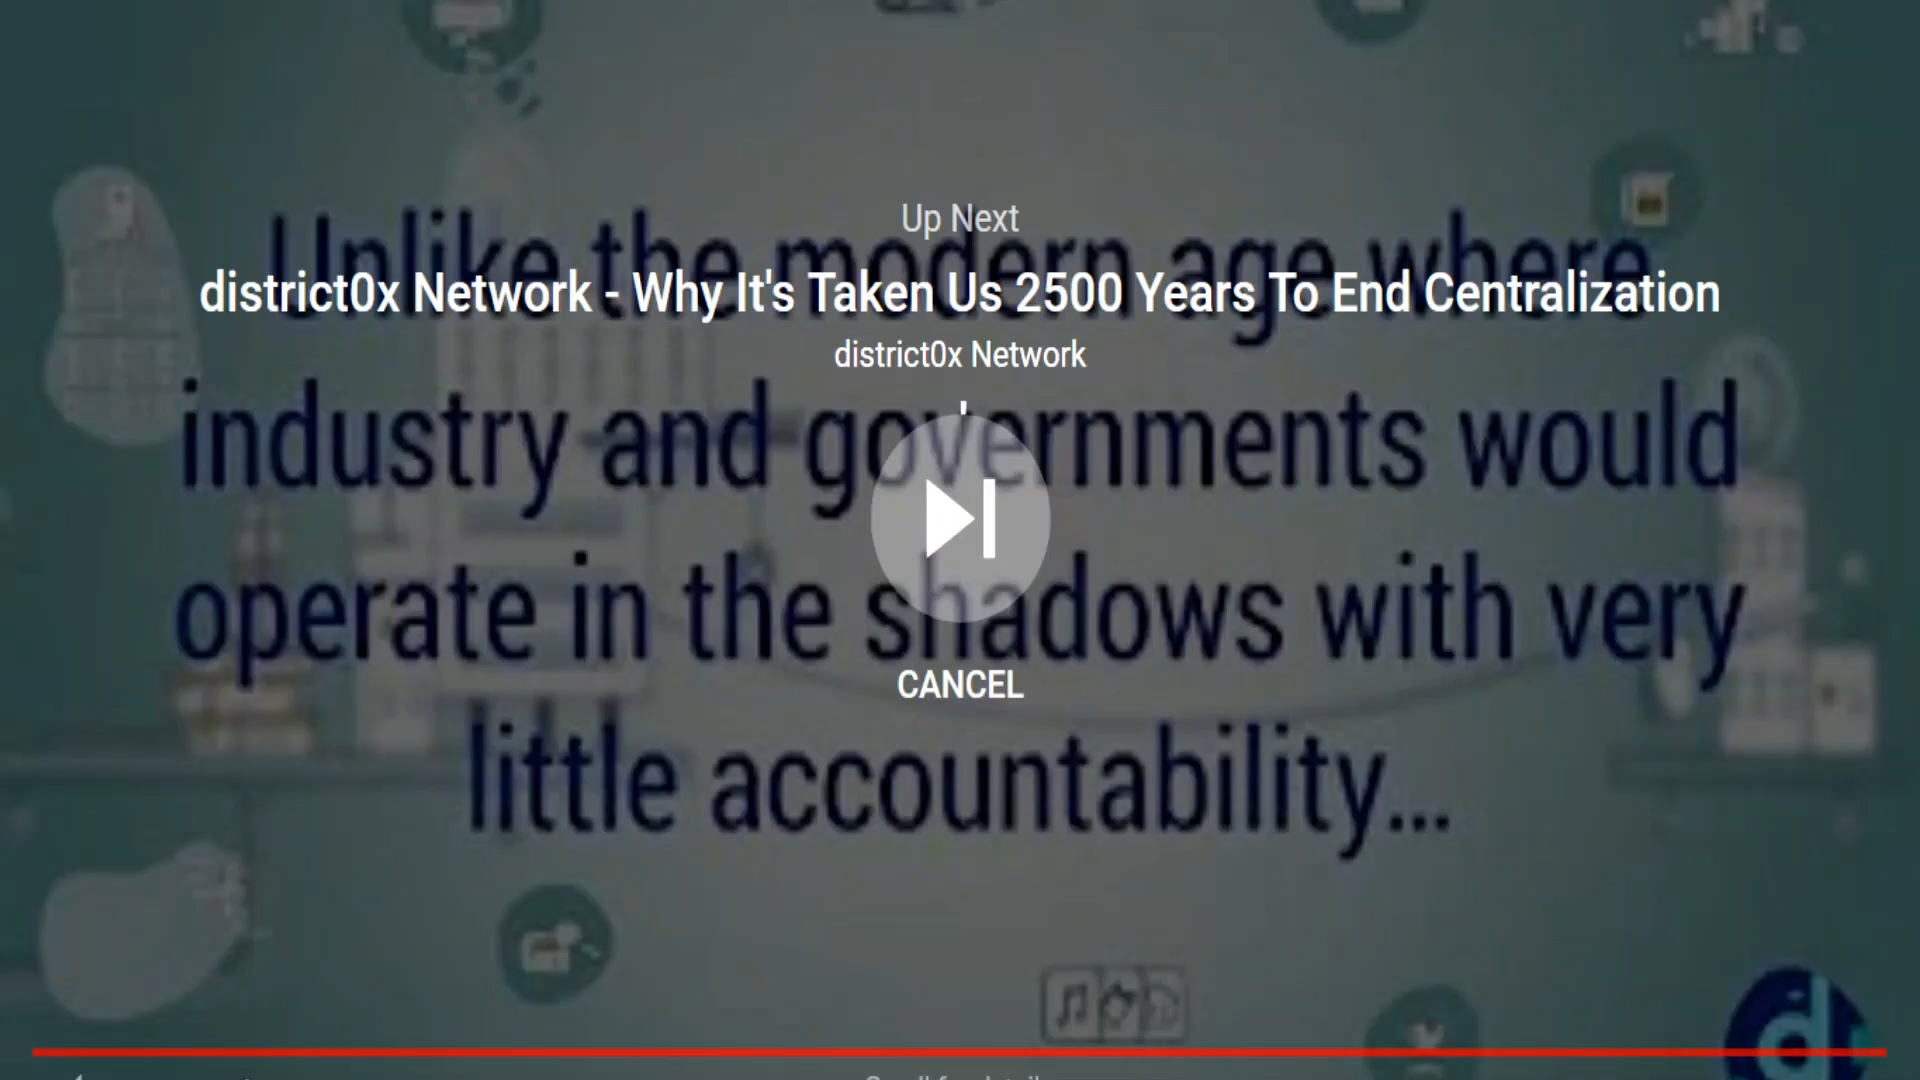 Up Next
Unlike the modern age where
district0x Network - Why It's Taken Us 2500 Years To End Centralization
district0x Network
industry and governments would
operate in the shadows with very
CANCEL
little accountability...
d